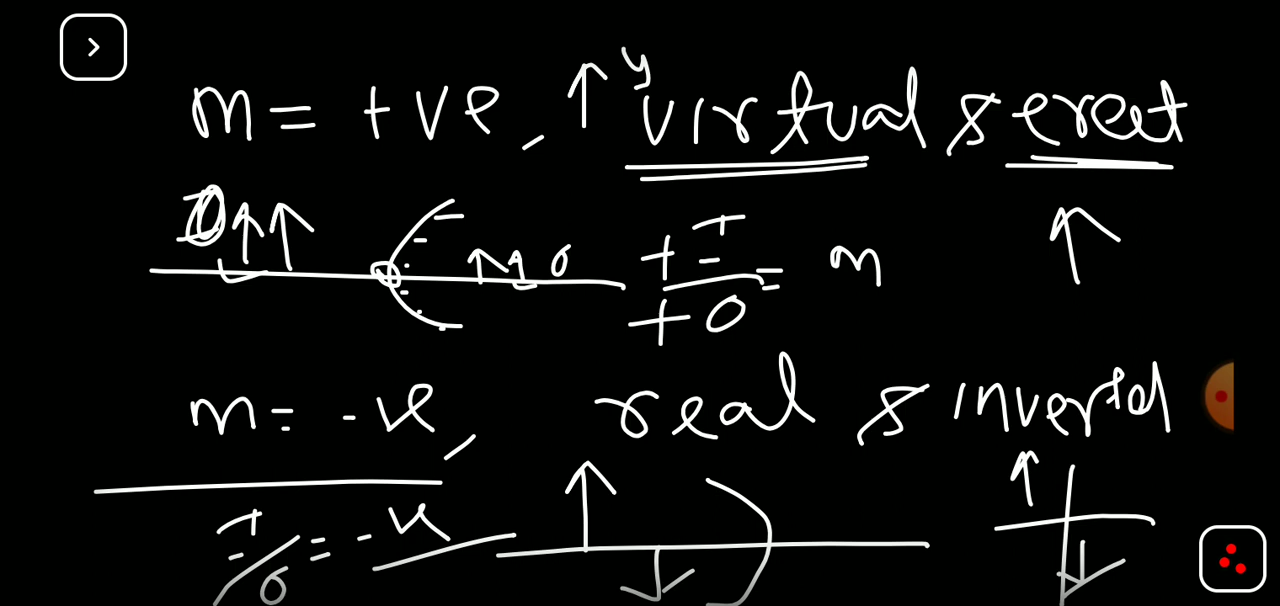 m = +ve, virtual & erect
+ I / + O = m
m = -ve, real & inverted
- I / O = - ve